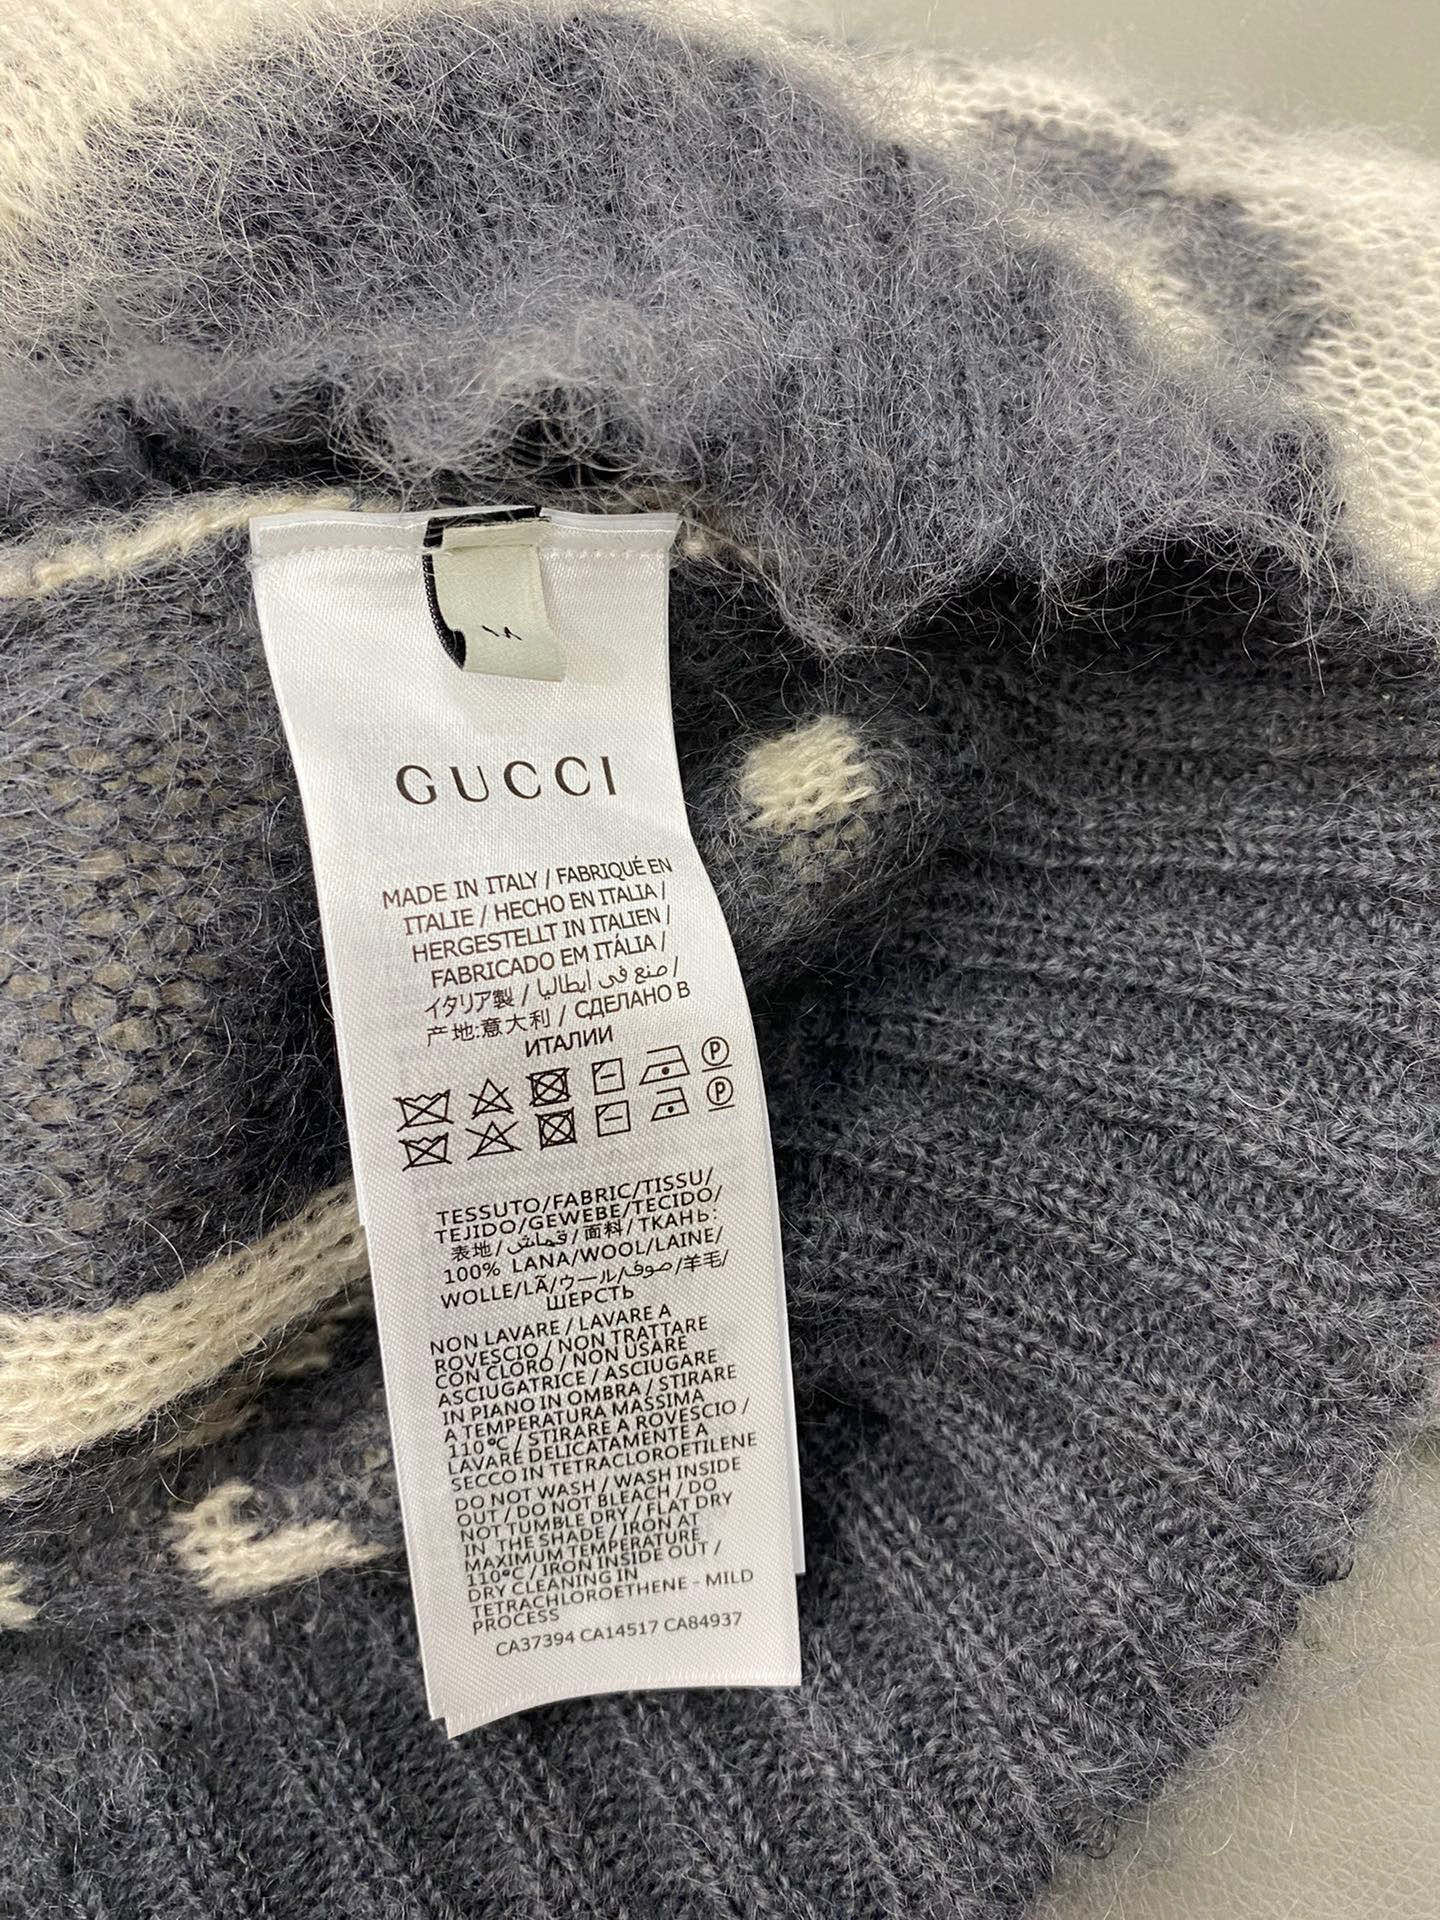 GUCCI
MADE IN ITALY / FABRIQUÉ EN
ITALIE / HECHO EN ITALIA /
HERGESTELLT IN ITALIEN /
FABRICADO EM ITÁLIA /
イタリア製 / صنع في إيطاليا /
产地:意大利 / СДЕЛАНО В
ИТАЛИИ
P
P
TESSUTO/FABRIC/TISSU/
TEJIDO/GEWEBE/TECIDO/
表地/قماش/面料/ТКАНЬ:
100% LANA/WOOL/LAINE/
WOLLE/LÃ/ウール/صوف/羊毛/
ШЕРСТЬ
NON LAVARE / LAVARE A
ROVESCIO / NON TRATTARE
CON CLORO / NON USARE
ASCIUGATRICE / ASCIUGARE
IN PIANO IN OMBRA / STIRARE
A TEMPERATURA MASSIMA
110°C / STIRARE A ROVESCIO /
LAVARE DELICATAMENTE A
SECCO IN TETRACLOROETILENE
DO NOT WASH / WASH INSIDE
OUT / DO NOT BLEACH / DO
NOT TUMBLE DRY / FLAT DRY
IN THE SHADE / IRON AT
MAXIMUM TEMPERATURE
110°C / IRON INSIDE OUT /
DRY CLEANING IN
TETRACHLOROETHENE - MILD
PROCESS
CA37394 CA14517 CA84937